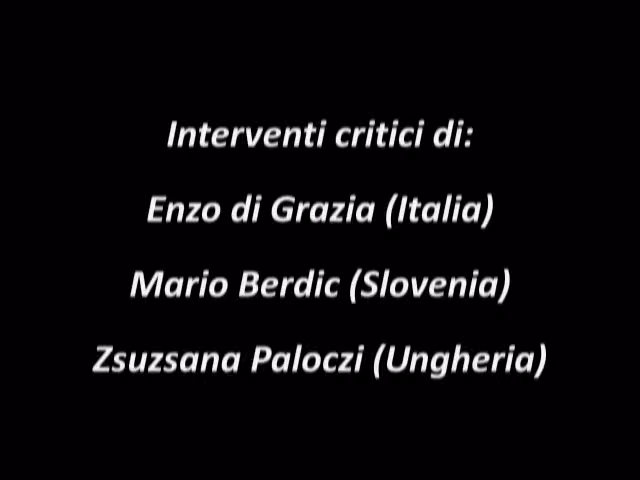 Interventi critici di:
Enzo di Grazia (Italia)
Mario Berdic (Slovenia)
Zsuzsana Paloczi (Ungheria)